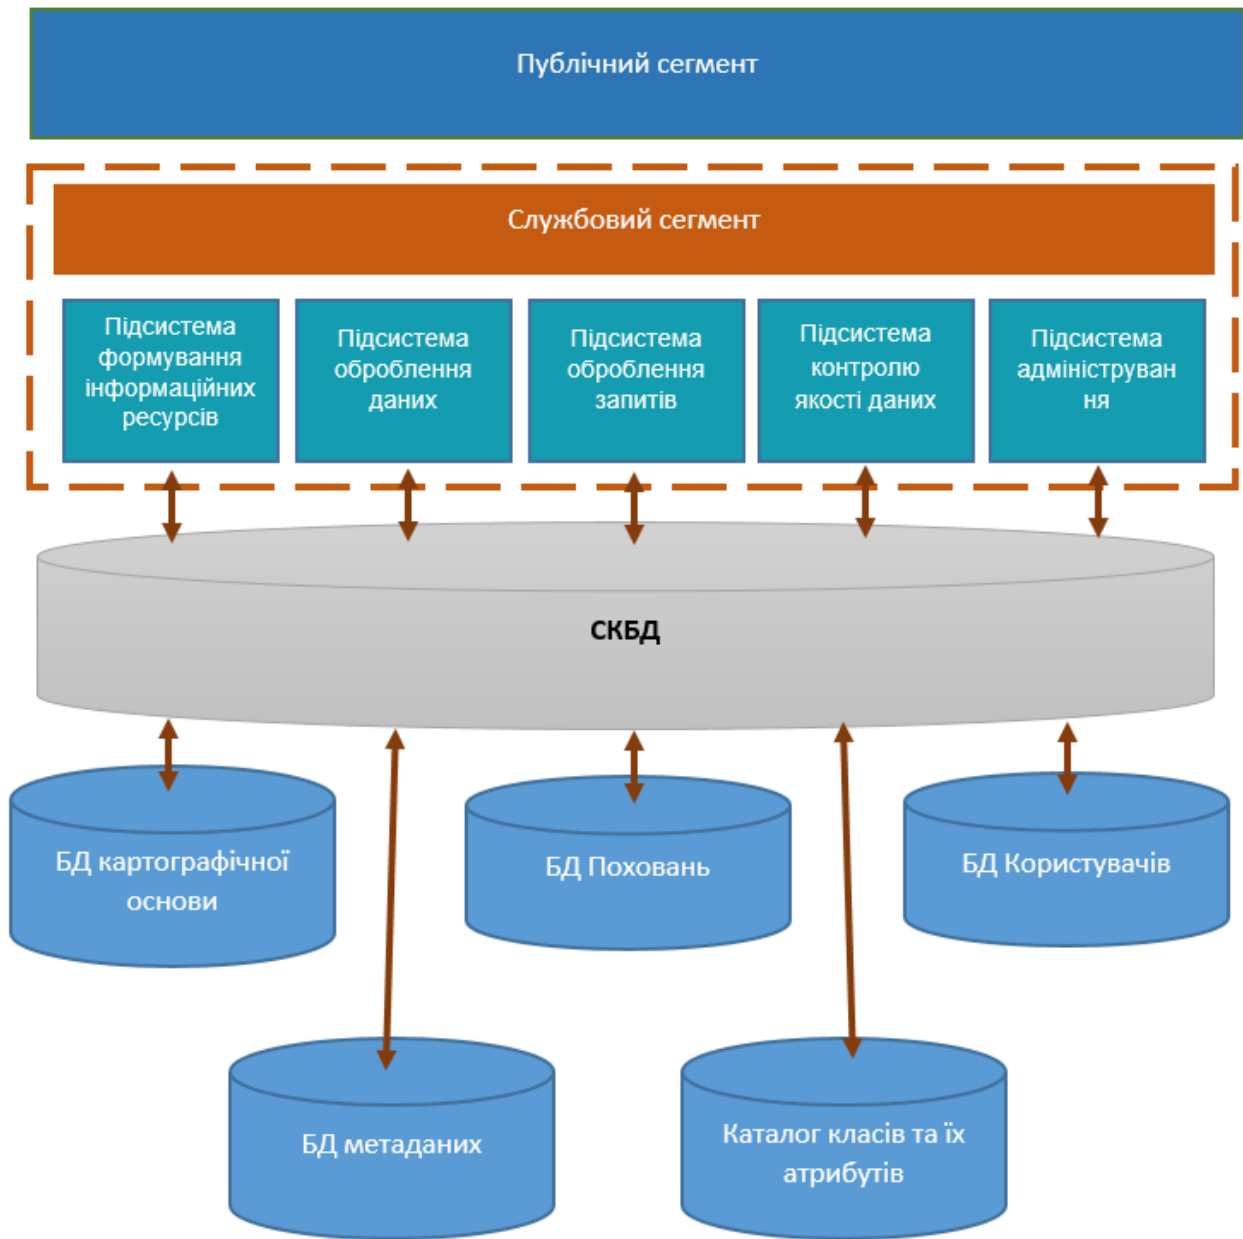 Публічний сегмент
Службовий сегмент
Підсистема
формування
інформаційних
ресурсів
Підсистема
оброблення
даних
Підсистема
оброблення
запитів
Підсистема
контролю
якості даних
Підсистема
адмініструван
ня
СКБД
БД картографічної
основи
БД Поховань
БД Користувачів
БД метаданих
Каталог класів та їх
атрибутів